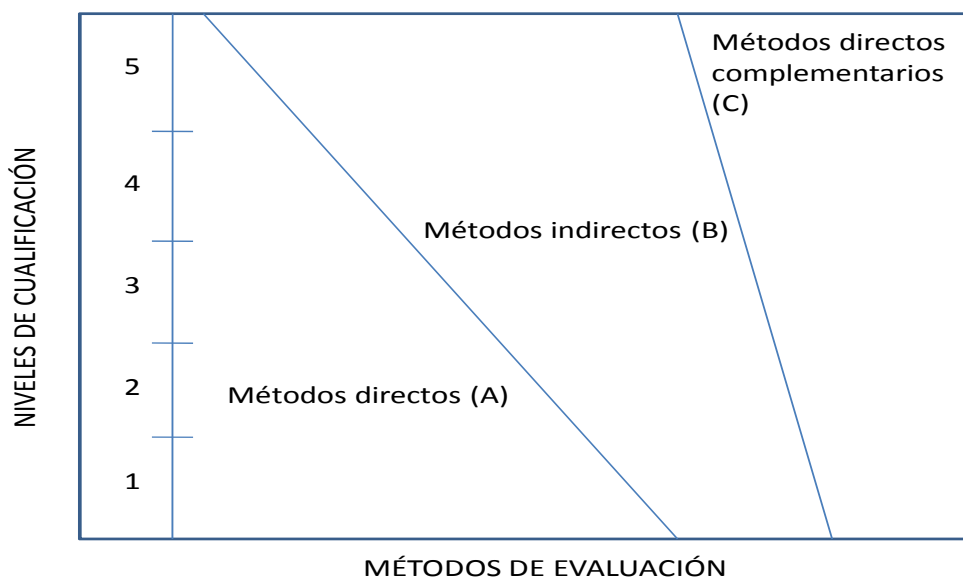 NIVELES DE CUALIFICACIÓN
5
4
3
2
1
Métodos directos
complementarios
(C)
Métodos indirectos (B)
Métodos directos (A)
MÉTODOS DE EVALUACIÓN